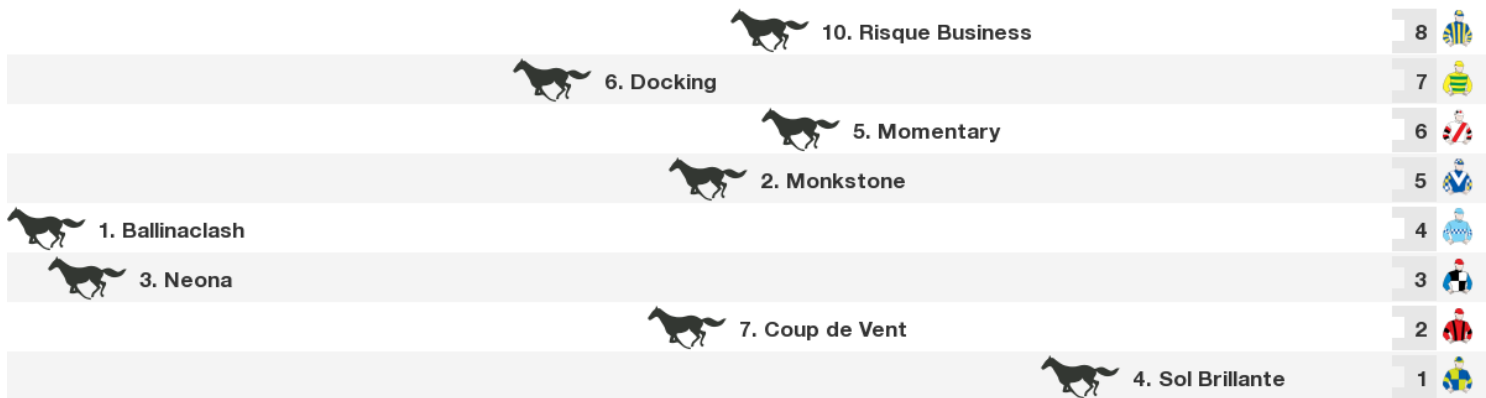 10. Risque Business 8
6. Docking 7
5. Momentary 6
2. Monkstone 5
1. Ballinaclash 4
3. Neona 3
7. Coup de Vent 2
4. Sol Brillante 1